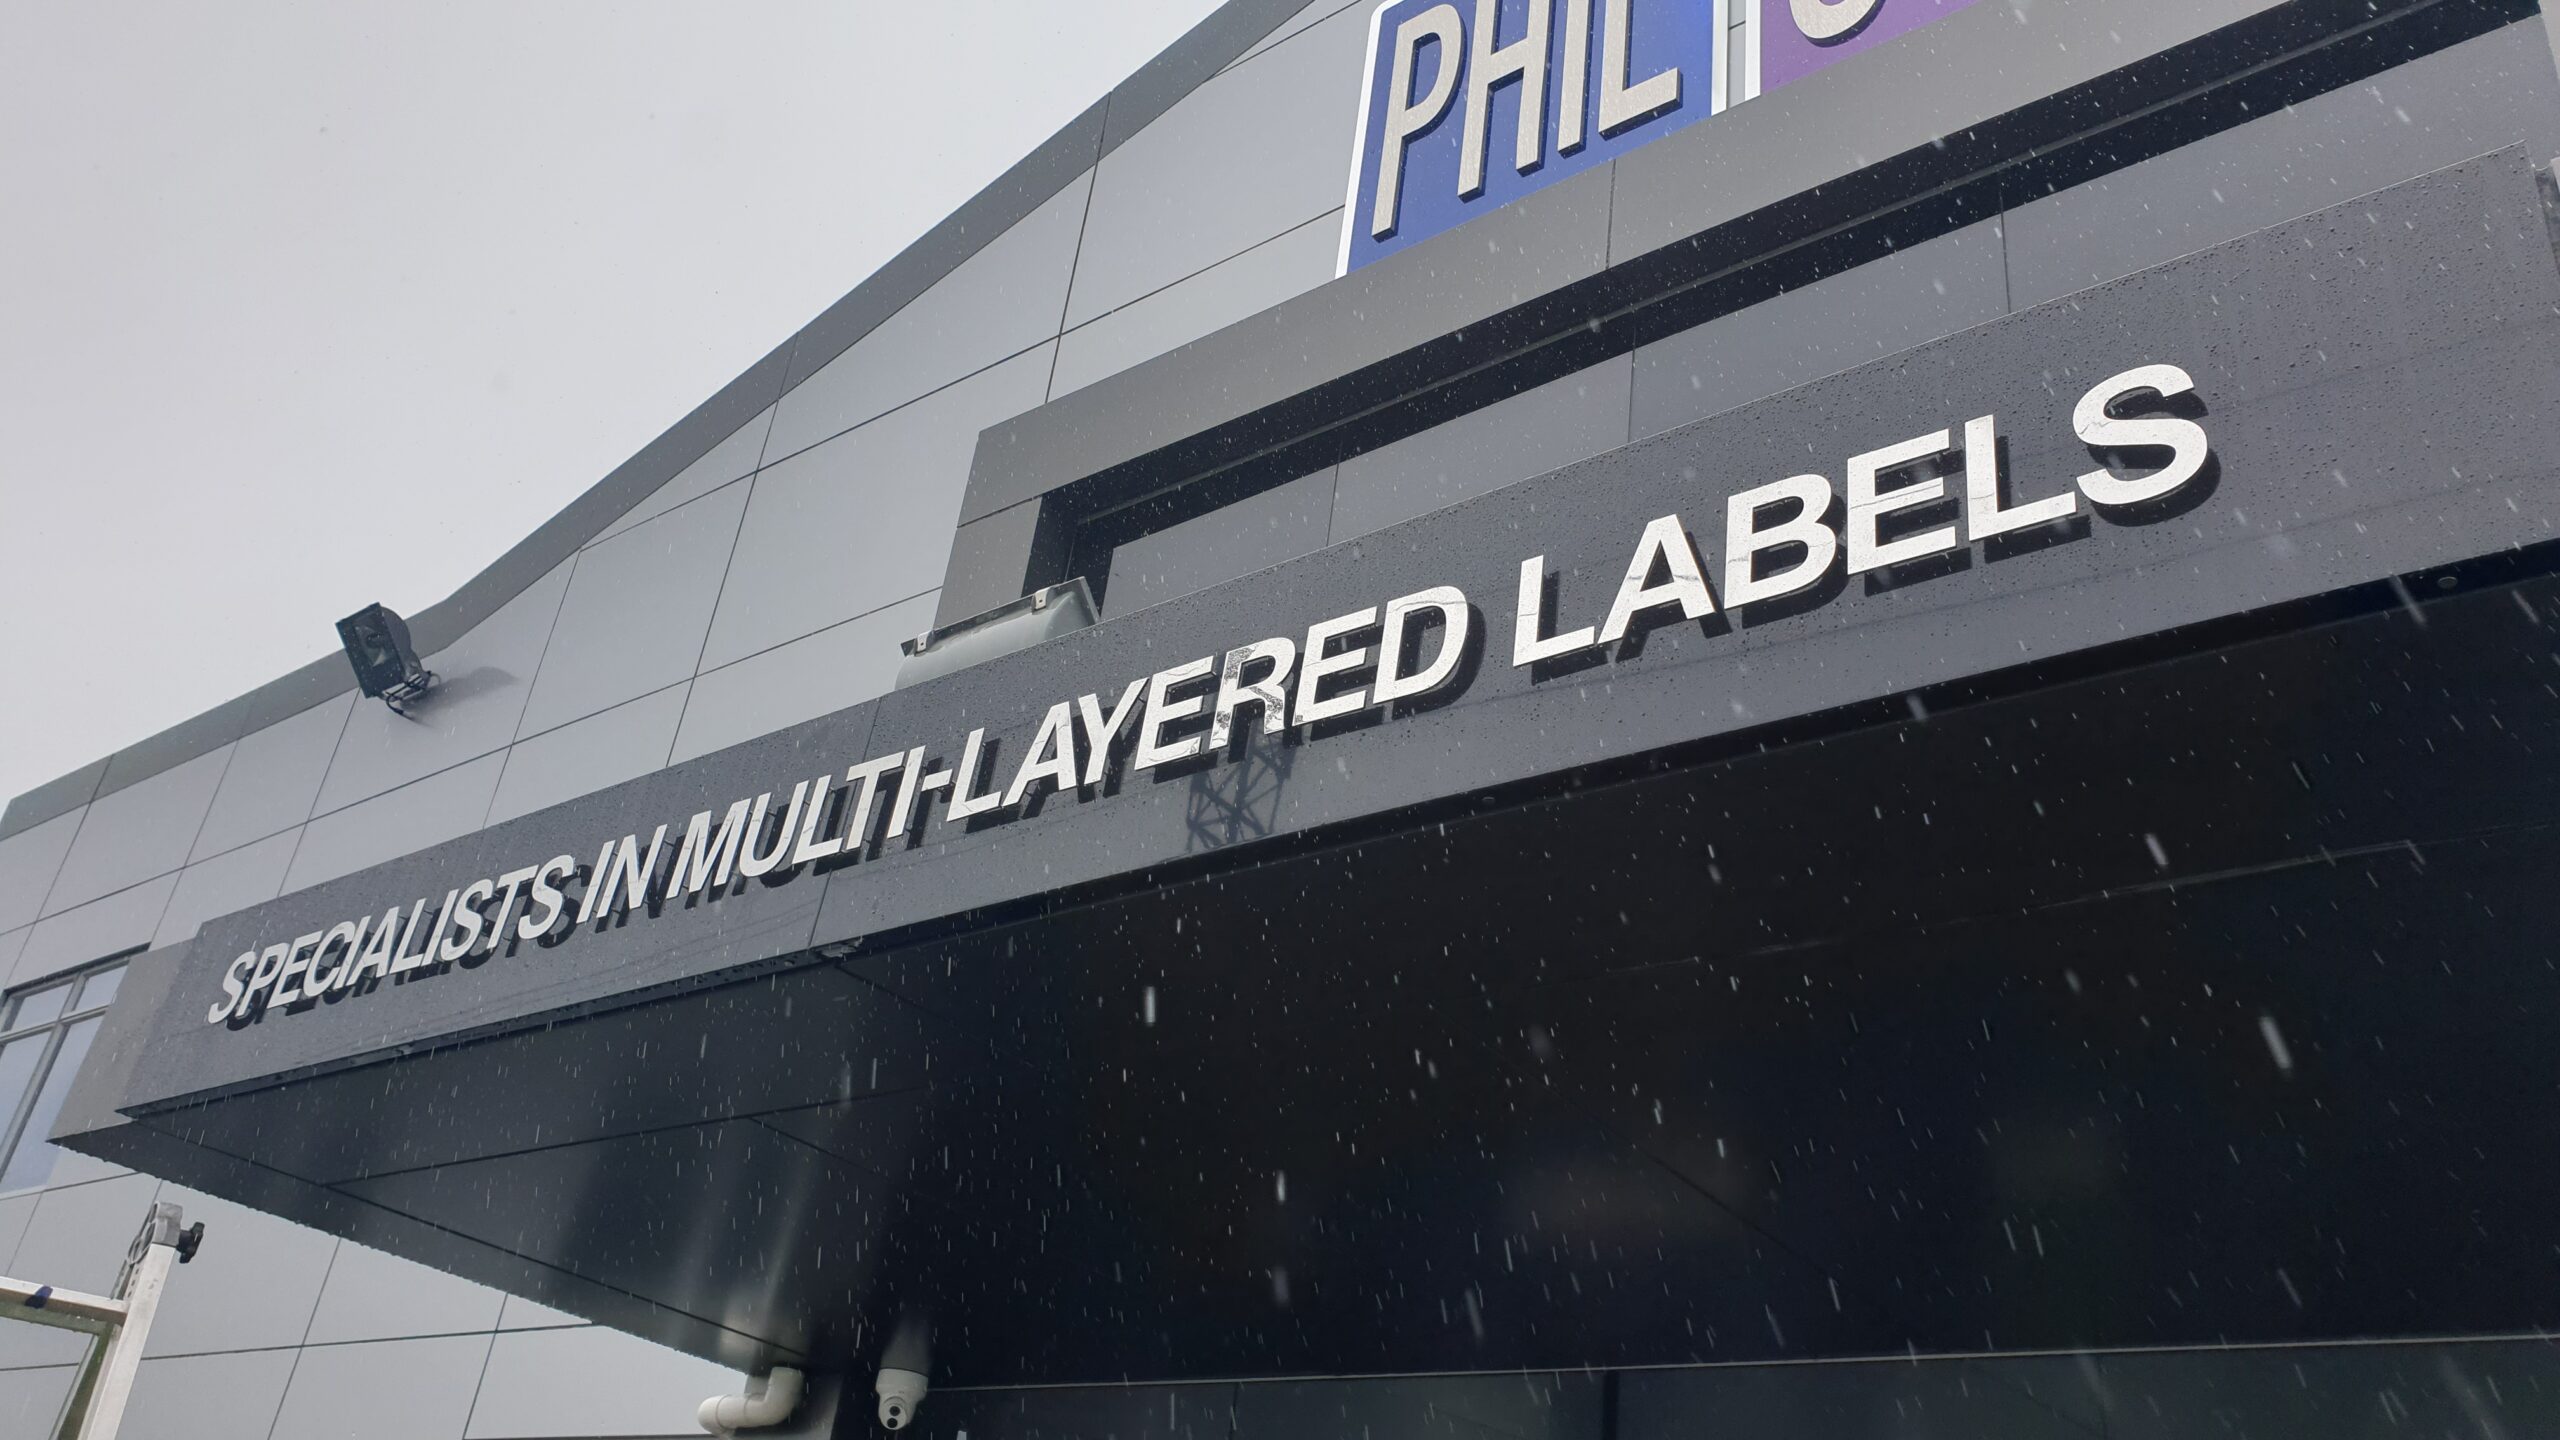 PHIL
SPECIALISTS IN MULTI-LAYERED LABELS